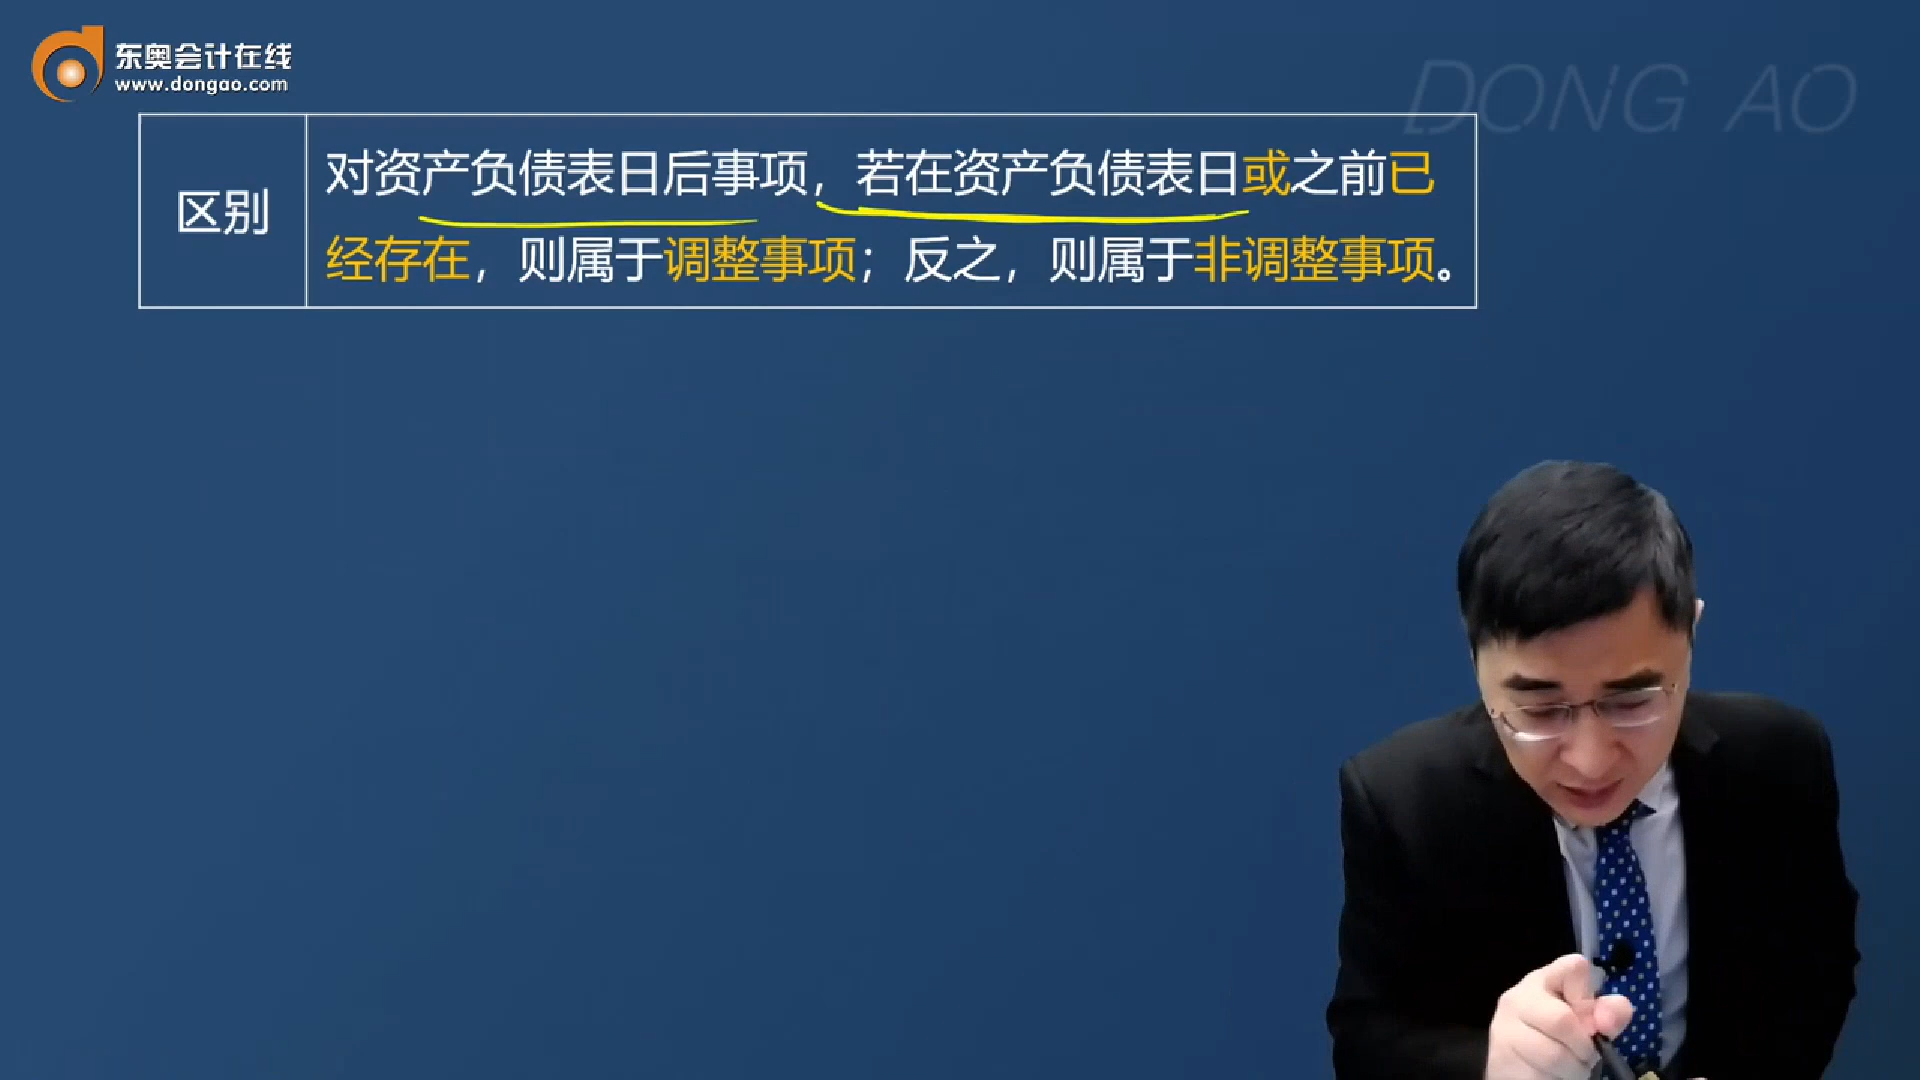 东奥会计在线
www.dongao.com
DONG AO
区别
对资产负债表日后事项，若在资产负债表日或之前已
经存在，则属于调整事项；反之，则属于非调整事项。